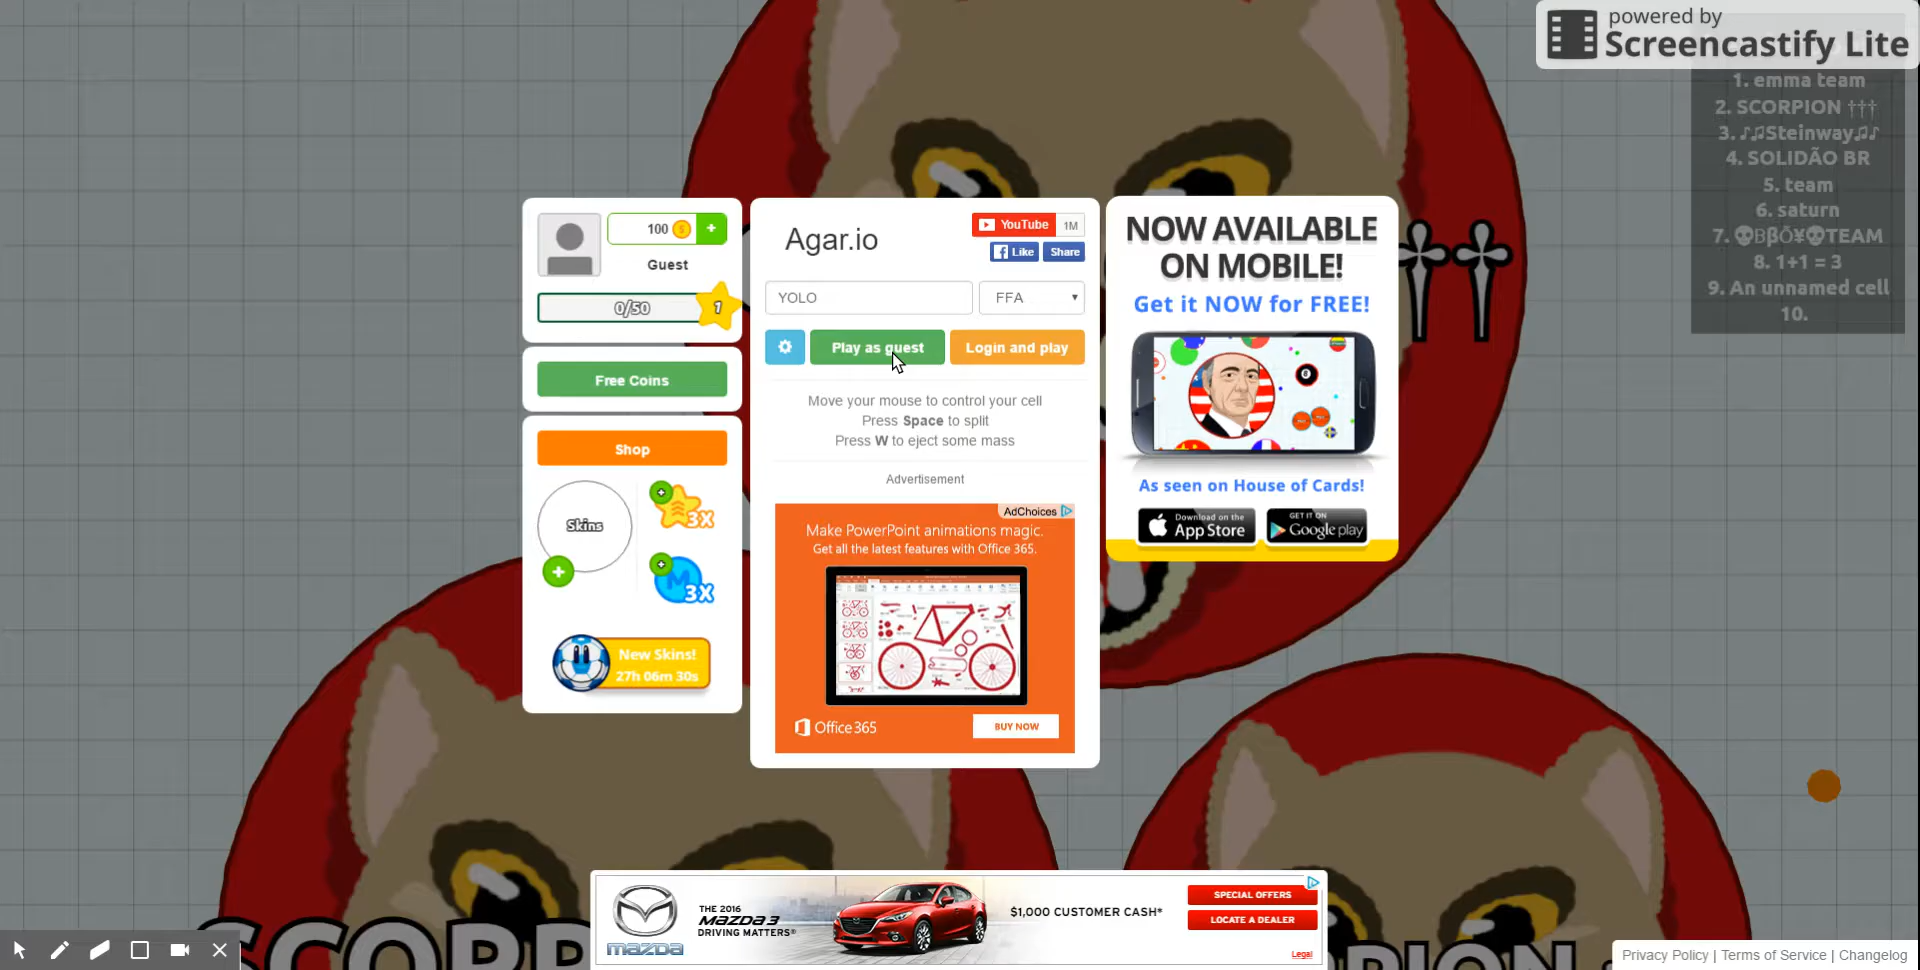 powered by
Screencastify Lite
1. emma team
2. SCORPION †††
3. ♪♫Steinway♫♪
4. SOLIDÃO BR
5. team
6. saturn
7. 💀BβÕ¥💀TEAM
8. 1+1 = 3
9. An unnamed cell
10.
100
Guest
0/50
1
Free Coins
Shop
Skins
3X
3X
New Skins!
27h 06m 30s
Agar.io
YouTube 1M
Like Share
YOLO
FFA
Play as guest
Login and play
Move your mouse to control your cell
Press Space to split
Press W to eject some mass
Advertisement
AdChoices
Make PowerPoint animations magic.
Get all the latest features with Office 365.
Office 365
BUY NOW
NOW AVAILABLE
ON MOBILE!
Get it NOW for FREE!
8
As seen on House of Cards!
Download on the
App Store
GET IT ON
Google play
††
mazda
THE 2016
MAZDA3
DRIVING MATTERS®
$1,000 CUSTOMER CASH*
SPECIAL OFFERS
LOCATE A DEALER
Legal
Privacy Policy | Terms of Service | Changelog